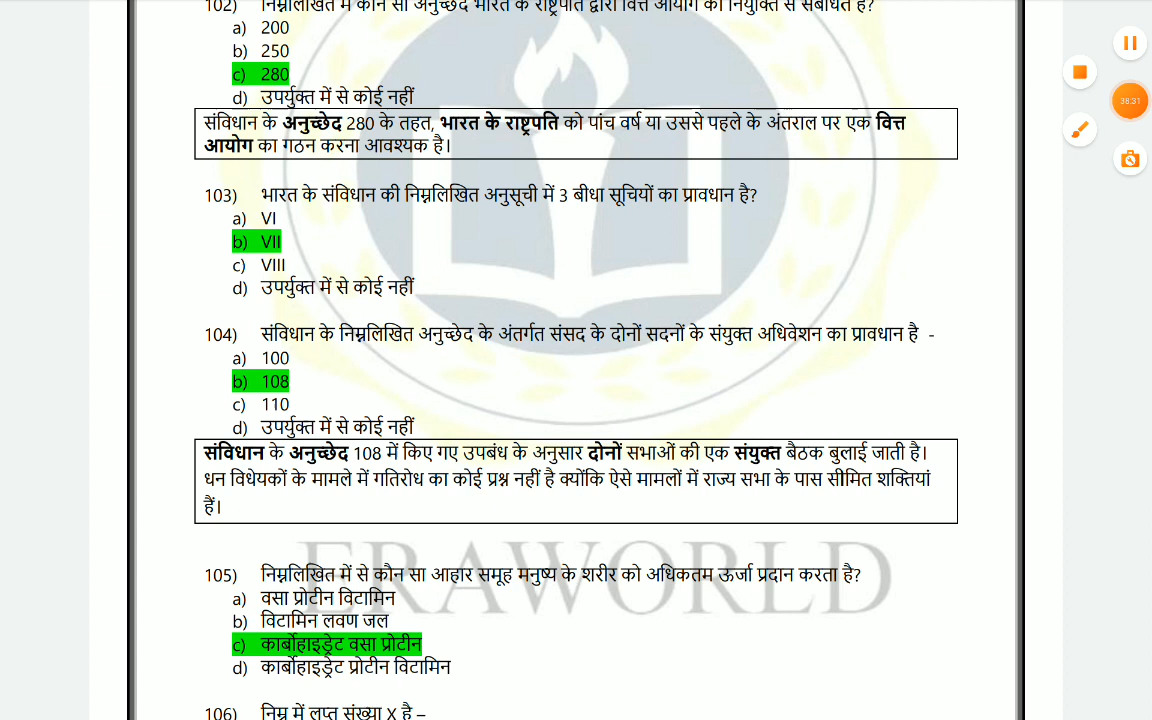 102) निम्नलिखित में कौन सा अनुच्छेद भारत के राष्ट्रपति द्वारा वित्त आयोग की नियुक्ति से संबंधित है?
a) 200
b) 250
c) 280
d) उपर्युक्त में से कोई नहीं
संविधान के अनुच्छेद 280 के तहत, भारत के राष्ट्रपति को पांच वर्ष या उससे पहले के अंतराल पर एक वित्त
आयोग का गठन करना आवश्यक है।
103) भारत के संविधान की निम्नलिखित अनुसूची में 3 बीधा सूचियों का प्रावधान है?
a) VI
b) VII
c) VIII
d) उपर्युक्त में से कोई नहीं
104) संविधान के निम्नलिखित अनुच्छेद के अंतर्गत संसद के दोनों सदनों के संयुक्त अधिवेशन का प्रावधान है -
a) 100
b) 108
c) 110
d) उपर्युक्त में से कोई नहीं
संविधान के अनुच्छेद 108 में किए गए उपबंध के अनुसार दोनों सभाओं की एक संयुक्त बैठक बुलाई जाती है।
धन विधेयकों के मामले में गतिरोध का कोई प्रश्न नहीं है क्योंकि ऐसे मामलों में राज्य सभा के पास सीमित शक्तियां
हैं।
ERAWORLD
105) निम्नलिखित में से कौन सा आहार समूह मनुष्य के शरीर को अधिकतम ऊर्जा प्रदान करता है?
a) वसा प्रोटीन विटामिन
b) विटामिन लवण जल
c) कार्बोहाइड्रेट वसा प्रोटीन
d) कार्बोहाइड्रेट प्रोटीन विटामिन
106) निम्न में लुप्त संख्या X है –
38:31